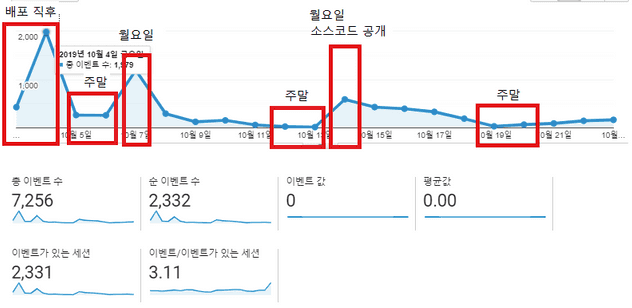 배포 직후,
월요일
소스코드 공개
월요일
2,000
2019년 10월 4일 금요일
총 이벤트 수: 1,979
주말
1,000
주말
주말
...
10월 5일
10월 7일
10월 9일
10월 11일
10월 13일
10월 19일
10월 21일
10월...
총 이벤트 수
순 이벤트 수
이벤트 값
평균값
7,256
2,332
0
0.00
이벤트가 있는 세션
이벤트/이벤트가 있는 세션
2,331
3.11